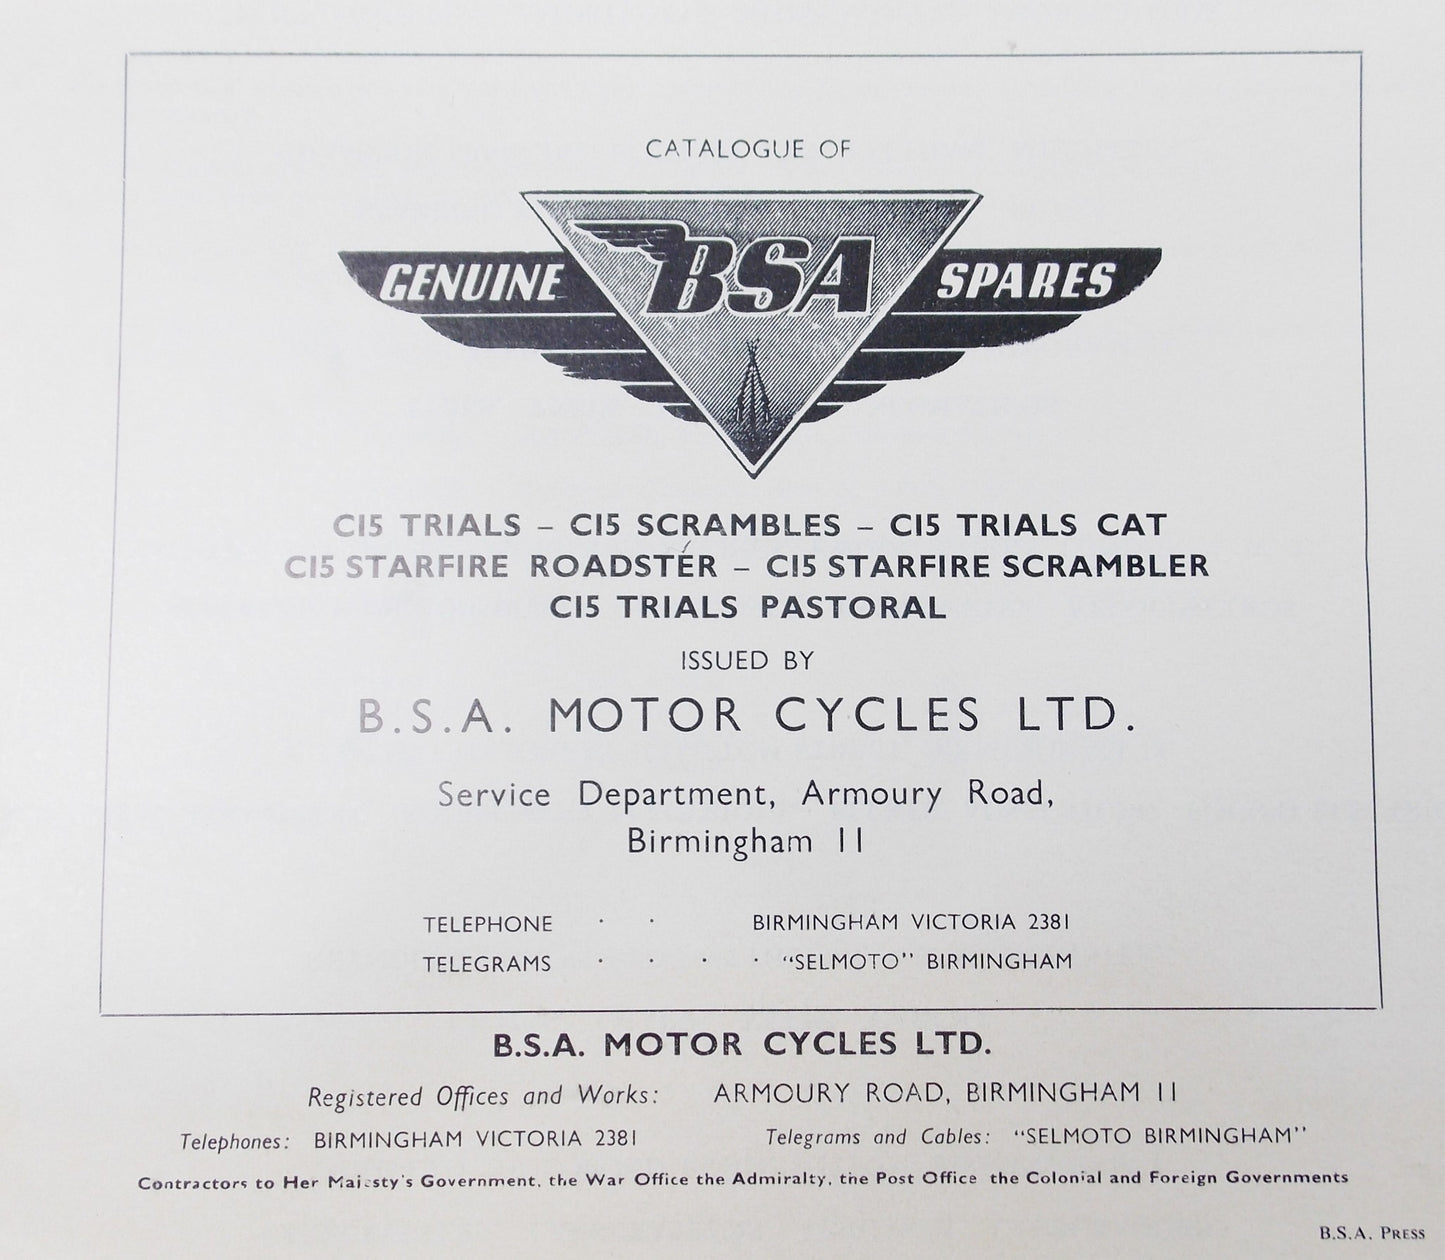 CATALOGUE OF
GENUINE BSA SPARES
C15 TRIALS – C15 SCRAMBLES – C15 TRIALS CAT
C15 STARFIRE ROADSTER – C15 STARFIRE SCRAMBLER
C15 TRIALS PASTORAL
ISSUED BY
B.S.A. MOTOR CYCLES LTD.
Service Department, Armoury Road,
Birmingham 11
TELEPHONE . . BIRMINGHAM VICTORIA 2381
TELEGRAMS . . . . "SELMOTO" BIRMINGHAM
B.S.A. MOTOR CYCLES LTD.
Registered Offices and Works: ARMOURY ROAD, BIRMINGHAM 11
Telephones: BIRMINGHAM VICTORIA 2381 Telegrams and Cables: "SELMOTO BIRMINGHAM"
Contractors to Her Majesty's Government, the War Office the Admiralty, the Post Office the Colonial and Foreign Governments
B.S.A. PRESS